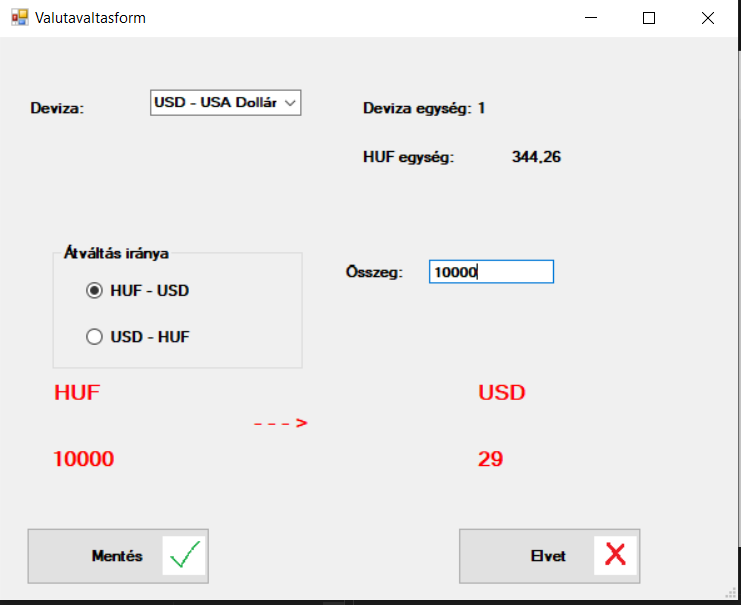 Valutavaltasform
Deviza: USD - USA Dollár Deviza egység: 1
HUF egység: 344,26
Átváltás iránya
HUF - USD
Összeg: 10000
USD - HUF
HUF USD
- - - >
10000 29
Mentés Elvet